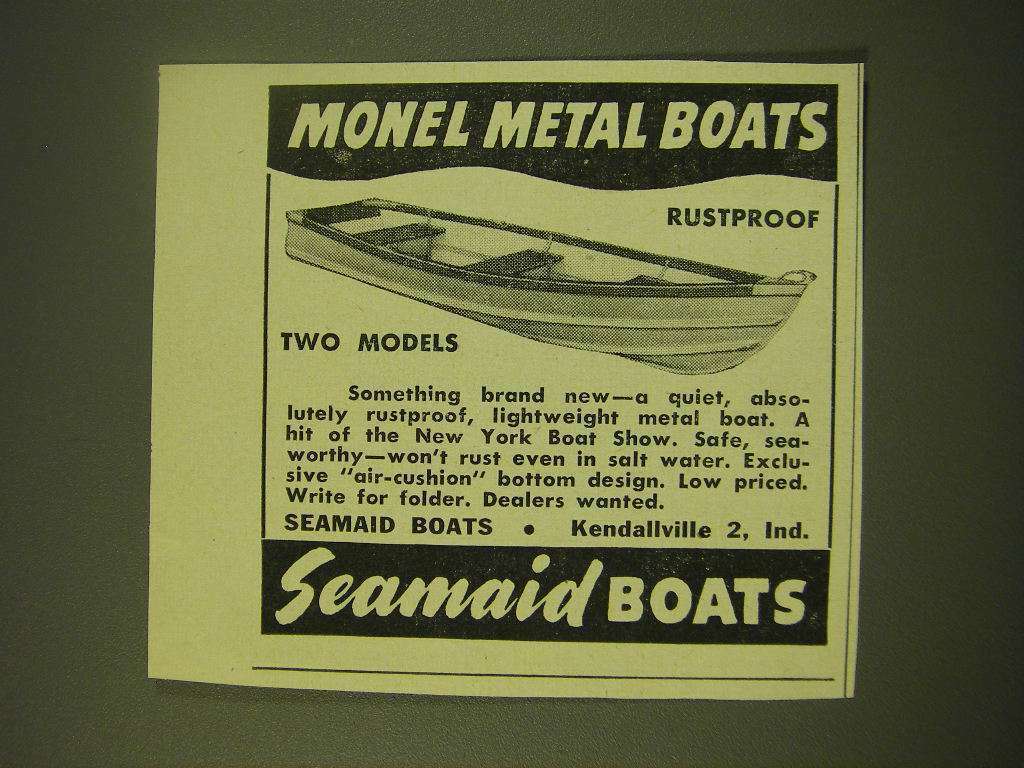 MONEL METAL BOATS
RUSTPROOF
TWO MODELS
Something brand new—a quiet, abso-
lutely rustproof, lightweight metal boat. A
hit of the New York Boat Show. Safe, sea-
worthy—won't rust even in salt water. Exclu-
sive "air-cushion" bottom design. Low priced.
Write for folder. Dealers wanted.
SEAMAID BOATS • Kendallville 2, Ind.
Seamaid BOATS